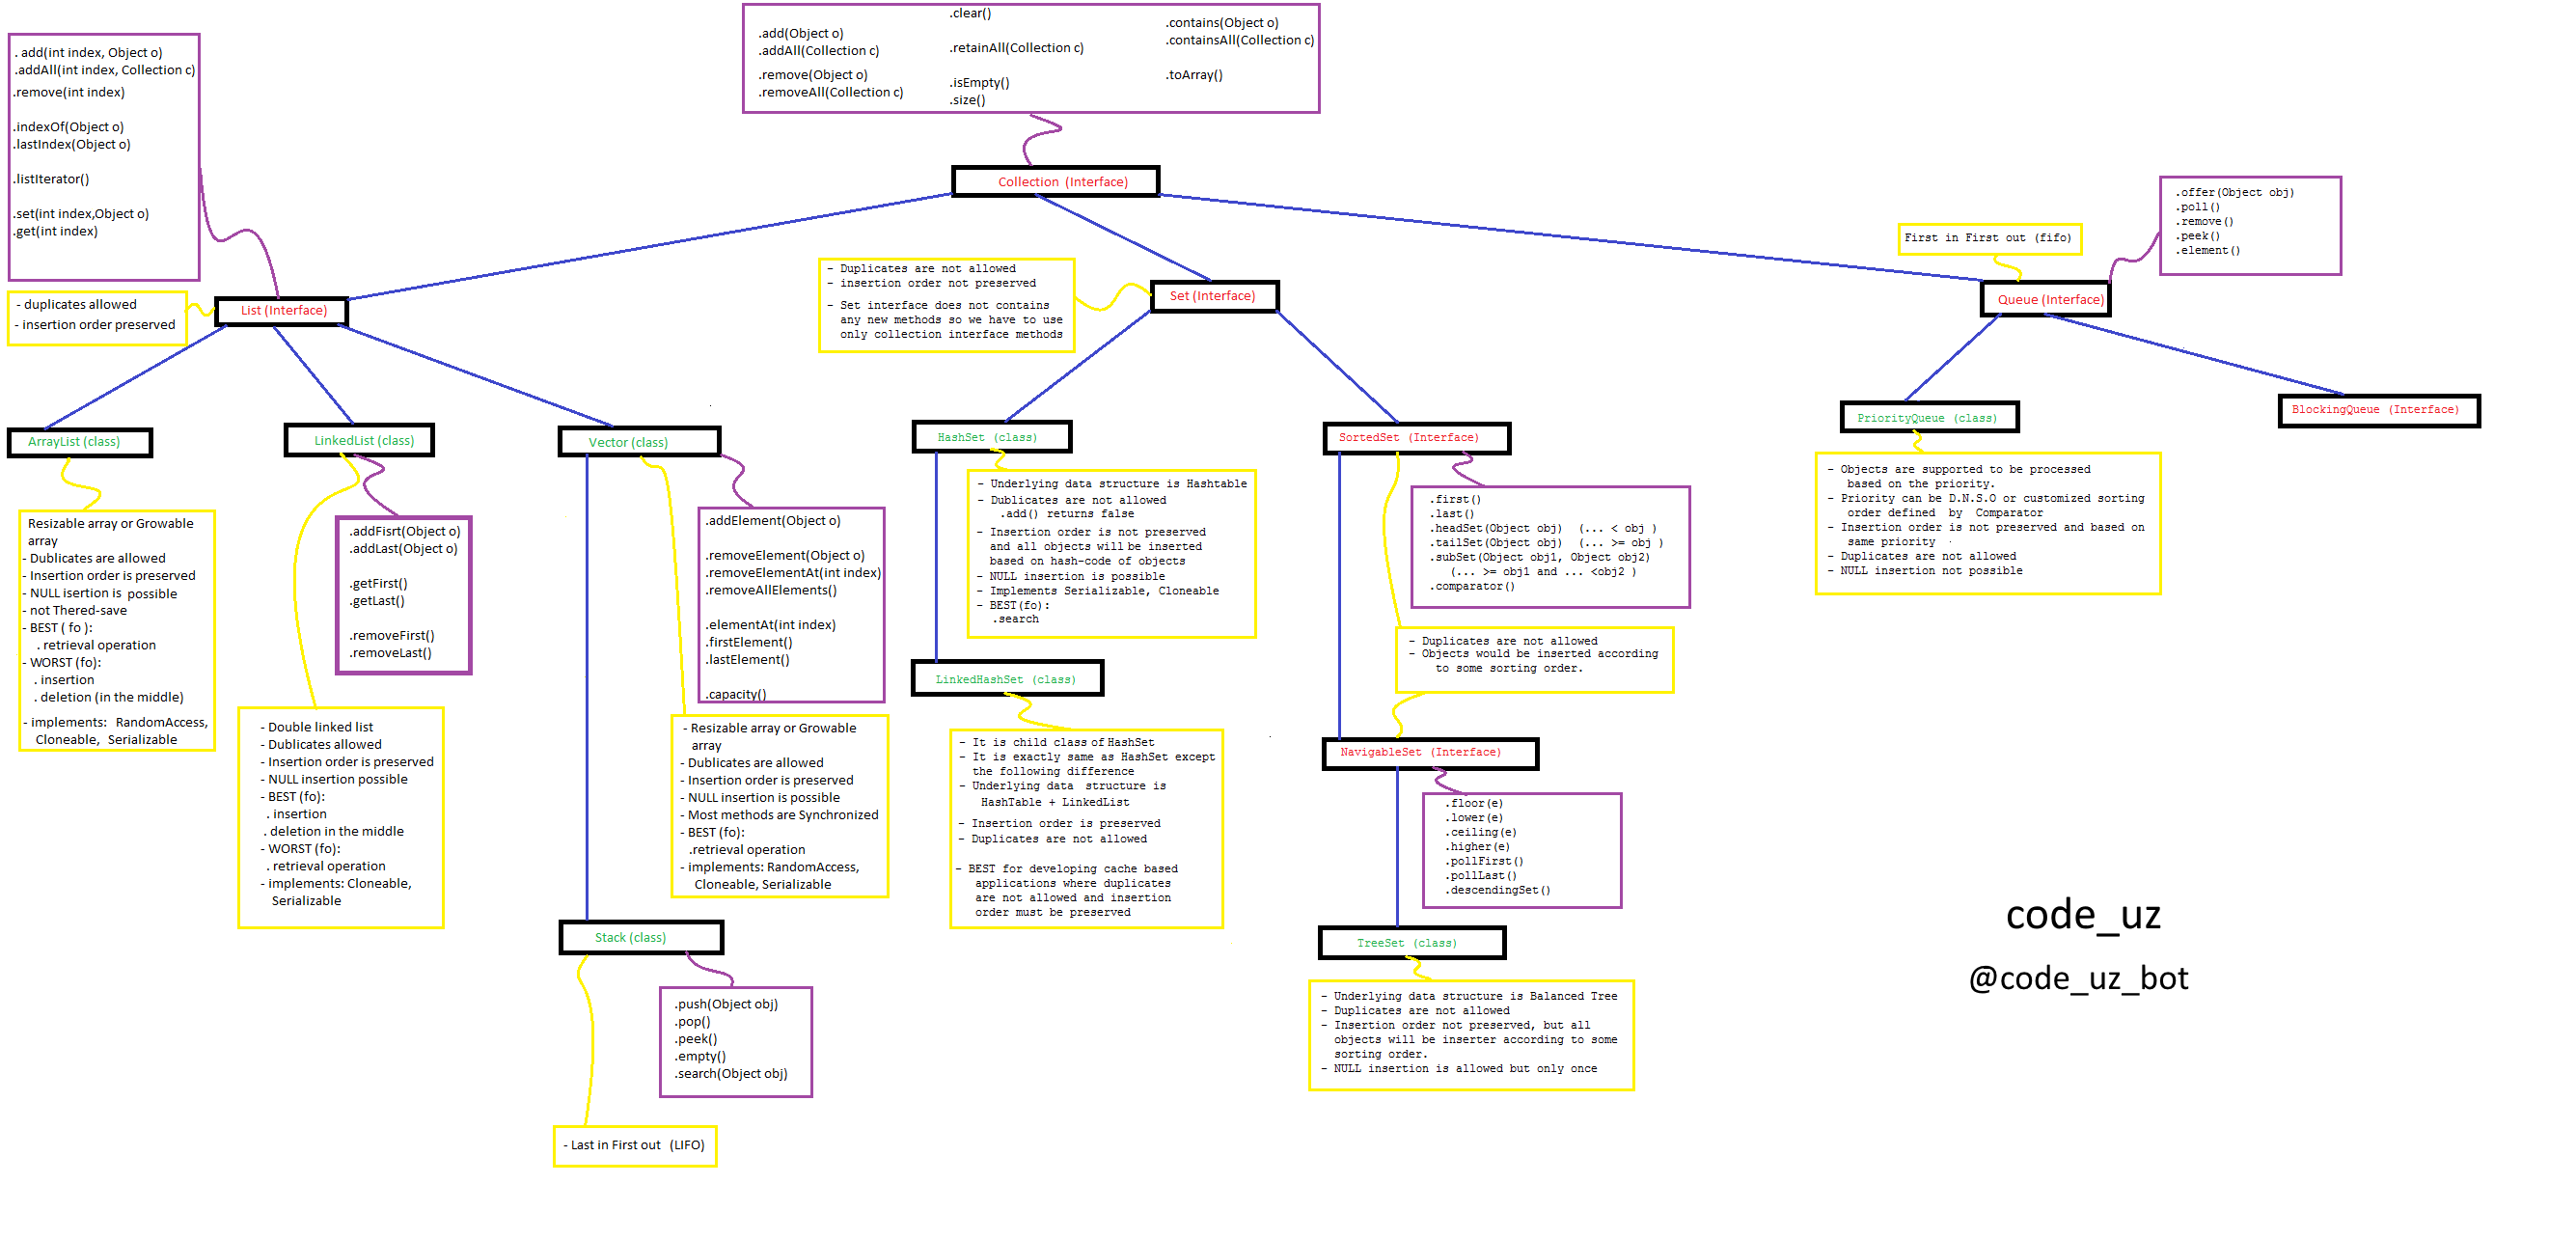 .clear()
.add(Object o)
.addAll(Collection c)
.retainAll(Collection c)
.contains(Object o)
.containsAll(Collection c)
.remove(Object o)
.removeAll(Collection c)
.isEmpty()
.size()
.toArray()
Collection (Interface)
. add(int index, Object o)
.addAll(int index, Collection c)
.remove(int index)
.indexOf(Object o)
.lastIndex(Object o)
.listIterator()
.set(int index,Object o)
.get(int index)
- duplicates allowed
- insertion order preserved
List (Interface)
- Duplicates are not allowed
- insertion order not preserved
- Set interface does not contains
any new methods so we have to use
only collection interface methods
Set (Interface)
First in First out (fifo)
.offer(Object obj)
.poll()
.remove()
.peek()
.element()
Queue (Interface)
ArrayList (class)
Resizable array or Growable
array
- Dublicates are allowed
- Insertion order is preserved
- NULL isertion is possible
- not Thered-save
- BEST ( fo ):
. retrieval operation
- WORST (fo):
. insertion
. deletion (in the middle)
- implements: RandomAccess,
Cloneable, Serializable
LinkedList (class)
.addFisrt(Object o)
.addLast(Object o)
.getFirst()
.getLast()
.removeFirst()
.removeLast()
- Double linked list
- Dublicates allowed
- Insertion order is preserved
- NULL insertion possible
- BEST (fo):
. insertion
. deletion in the middle
- WORST (fo):
. retrieval operation
- implements: Cloneable,
Serializable
Vector (class)
.addElement(Object o)
.removeElement(Object o)
.removeElementAt(int index)
.removeAllElements()
.elementAt(int index)
.firstElement()
.lastElement()
.capacity()
- Resizable array or Growable
array
- Dublicates are allowed
- Insertion order is preserved
- NULL insertion is possible
- Most methods are Synchronized
- BEST (fo):
.retrieval operation
- implements: RandomAccess,
Cloneable, Serializable
Stack (class)
.push(Object obj)
.pop()
.peek()
.empty()
.search(Object obj)
- Last in First out (LIFO)
HashSet (class)
- Underlying data structure is Hashtable
- Dublicates are not allowed
.add() returns false
- Insertion order is not preserved
and all objects will be inserted
based on hash-code of objects
- NULL insertion is possible
- Implements Serializable, Cloneable
- BEST(fo):
.search
LinkedHashSet (class)
- It is child class of HashSet
- It is exactly same as HashSet except
the following difference
- Underlying data structure is
HashTable + LinkedList
- Insertion order is preserved
- Duplicates are not allowed
- BEST for developing cache based
applications where duplicates
are not allowed and insertion
order must be preserved
SortedSet (Interface)
.first()
.last()
.headSet(Object obj) (... < obj )
.tailSet(Object obj) (... >= obj )
.subSet(Object obj1, Object obj2)
(... >= obj1 and ... <obj2 )
.comparator()
- Duplicates are not allowed
- Objects would be inserted according
to some sorting order.
NavigableSet (Interface)
.floor(e)
.lower(e)
.ceiling(e)
.higher(e)
.pollFirst()
.pollLast()
.descendingSet()
TreeSet (class)
- Underlying data structure is Balanced Tree
- Duplicates are not allowed
- Insertion order not preserved, but all
objects will be inserter according to some
sorting order.
- NULL insertion is allowed but only once
PriorityQueue (class)
- Objects are supported to be processed
based on the priority.
- Priority can be D.N.S.O or customized sorting
order defined by Comparator
- Insertion order is not preserved and based on
same priority .
- Duplicates are not allowed
- NULL insertion not possible
BlockingQueue (Interface)
code_uz
@code_uz_bot